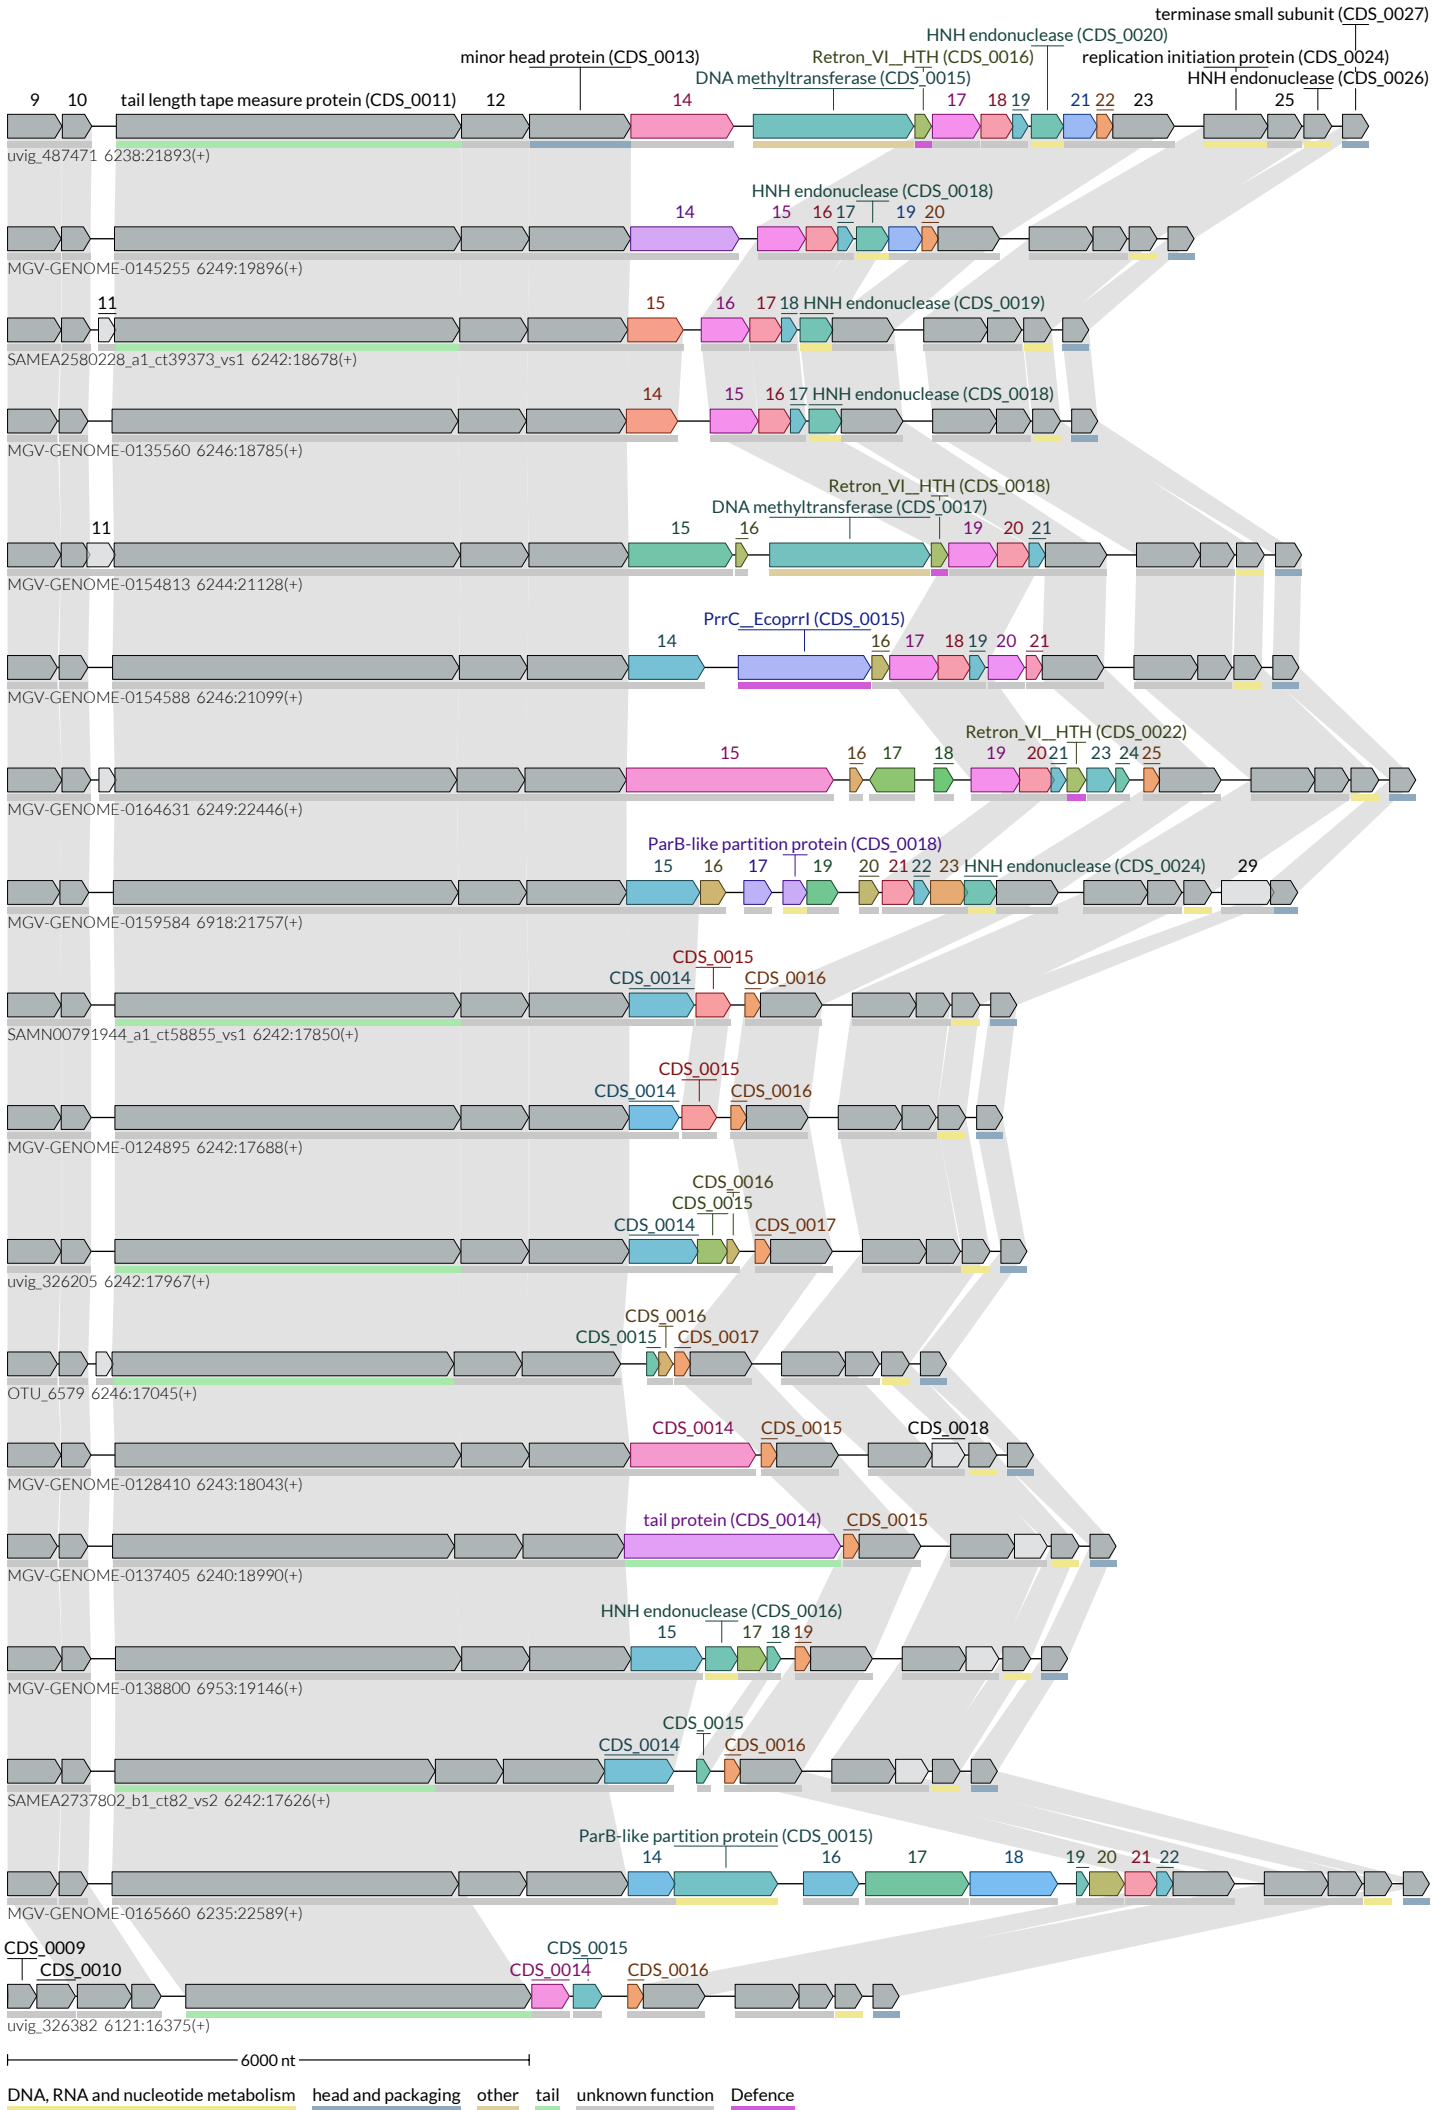 terminase small subunit (CDS_0027)
HNH endonuclease (CDS_0020)
minor head protein (CDS_0013) Retron_VI__HTH (CDS_0016) replication initiation protein (CDS_0024)
DNA methyltransferase (CDS_0015) HNH endonuclease (CDS_0026)
9 10 tail length tape measure protein (CDS_0011) 12 14 17 18 19 21 22 23 25
uvig_487471 6238:21893(+)
HNH endonuclease (CDS_0018)
14 15 16 17 19 20
MGV-GENOME-0145255 6249:19896(+)
11 15 16 17 18 HNH endonuclease (CDS_0019)
SAMEA2580228_a1_ct39373_vs1 6242:18678(+)
14 15 16 17 HNH endonuclease (CDS_0018)
MGV-GENOME-0135560 6246:18785(+)
Retron_VI__HTH (CDS_0018)
DNA methyltransferase (CDS_0017)
11 15 16 19 20 21
MGV-GENOME-0154813 6244:21128(+)
PrrC__EcoprrI (CDS_0015)
14 16 17 18 19 20 21
MGV-GENOME-0154588 6246:21099(+)
Retron_VI__HTH (CDS_0022)
15 16 17 18 19 20 21 23 24 25
MGV-GENOME-0164631 6249:22446(+)
ParB-like partition protein (CDS_0018)
15 16 17 19 20 21 22 23 HNH endonuclease (CDS_0024) 29
MGV-GENOME-0159584 6918:21757(+)
CDS_0015
CDS_0014 CDS_0016
SAMN00791944_a1_ct58855_vs1 6242:17850(+)
CDS_0015
CDS_0014 CDS_0016
MGV-GENOME-0124895 6242:17688(+)
CDS_0016
CDS_0015
CDS_0014 CDS_0017
uvig_326205 6242:17967(+)
CDS_0016
CDS_0015 CDS_0017
OTU_6579 6246:17045(+)
CDS_0014 CDS_0015 CDS_0018
MGV-GENOME-0128410 6243:18043(+)
tail protein (CDS_0014) CDS_0015
MGV-GENOME-0137405 6240:18990(+)
HNH endonuclease (CDS_0016)
15 17 18 19
MGV-GENOME-0138800 6953:19146(+)
CDS_0015
CDS_0014 CDS_0016
SAMEA2737802_b1_ct82_vs2 6242:17626(+)
ParB-like partition protein (CDS_0015)
14 16 17 18 19 20 21 22
MGV-GENOME-0165660 6235:22589(+)
CDS_0009 CDS_0015
CDS_0010 CDS_0014 CDS_0016
uvig_326382 6121:16375(+)
6000 nt
DNA, RNA and nucleotide metabolism head and packaging other tail unknown function Defence